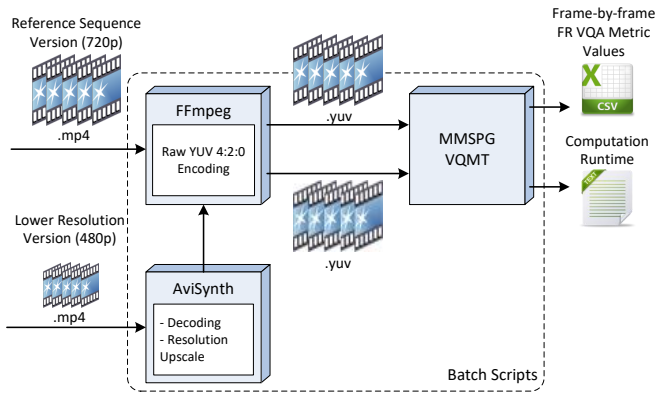 Reference Sequence
Version (720p)
.mp4
FFmpeg
Raw YUV 4:2:0
Encoding
.yuv
.yuv
MMSPG
VQMT
Frame-by-frame
FR VQA Metric
Values
X
CSV
Computation
Runtime
TEXT
Lower Resolution
Version (480p)
.mp4
AviSynth
- Decoding
- Resolution
Upscale
Batch Scripts